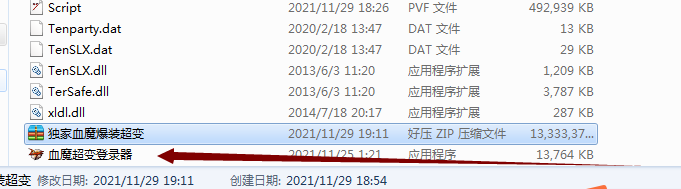 Script 2021/11/29 18:26 PVF 文件 492,939 KB
Tenparty.dat 2020/2/18 13:47 DAT 文件 13 KB
TenSLX.dat 2020/2/18 13:47 DAT 文件 29 KB
TenSLX.dll 2013/6/3 11:20 应用程序扩展 1,209 KB
TerSafe.dll 2013/6/3 11:20 应用程序扩展 3,787 KB
xldl.dll 2014/7/18 20:17 应用程序扩展 287 KB
独家血魔爆装超变 2021/11/29 19:11 好压 ZIP 压缩文件 13,333,37...
血魔超变登录器 2021/11/25 1:21 应用程序 13,764 KB
装超变 修改日期: 2021/11/29 19:11 创建日期: 2021/11/29 18:54